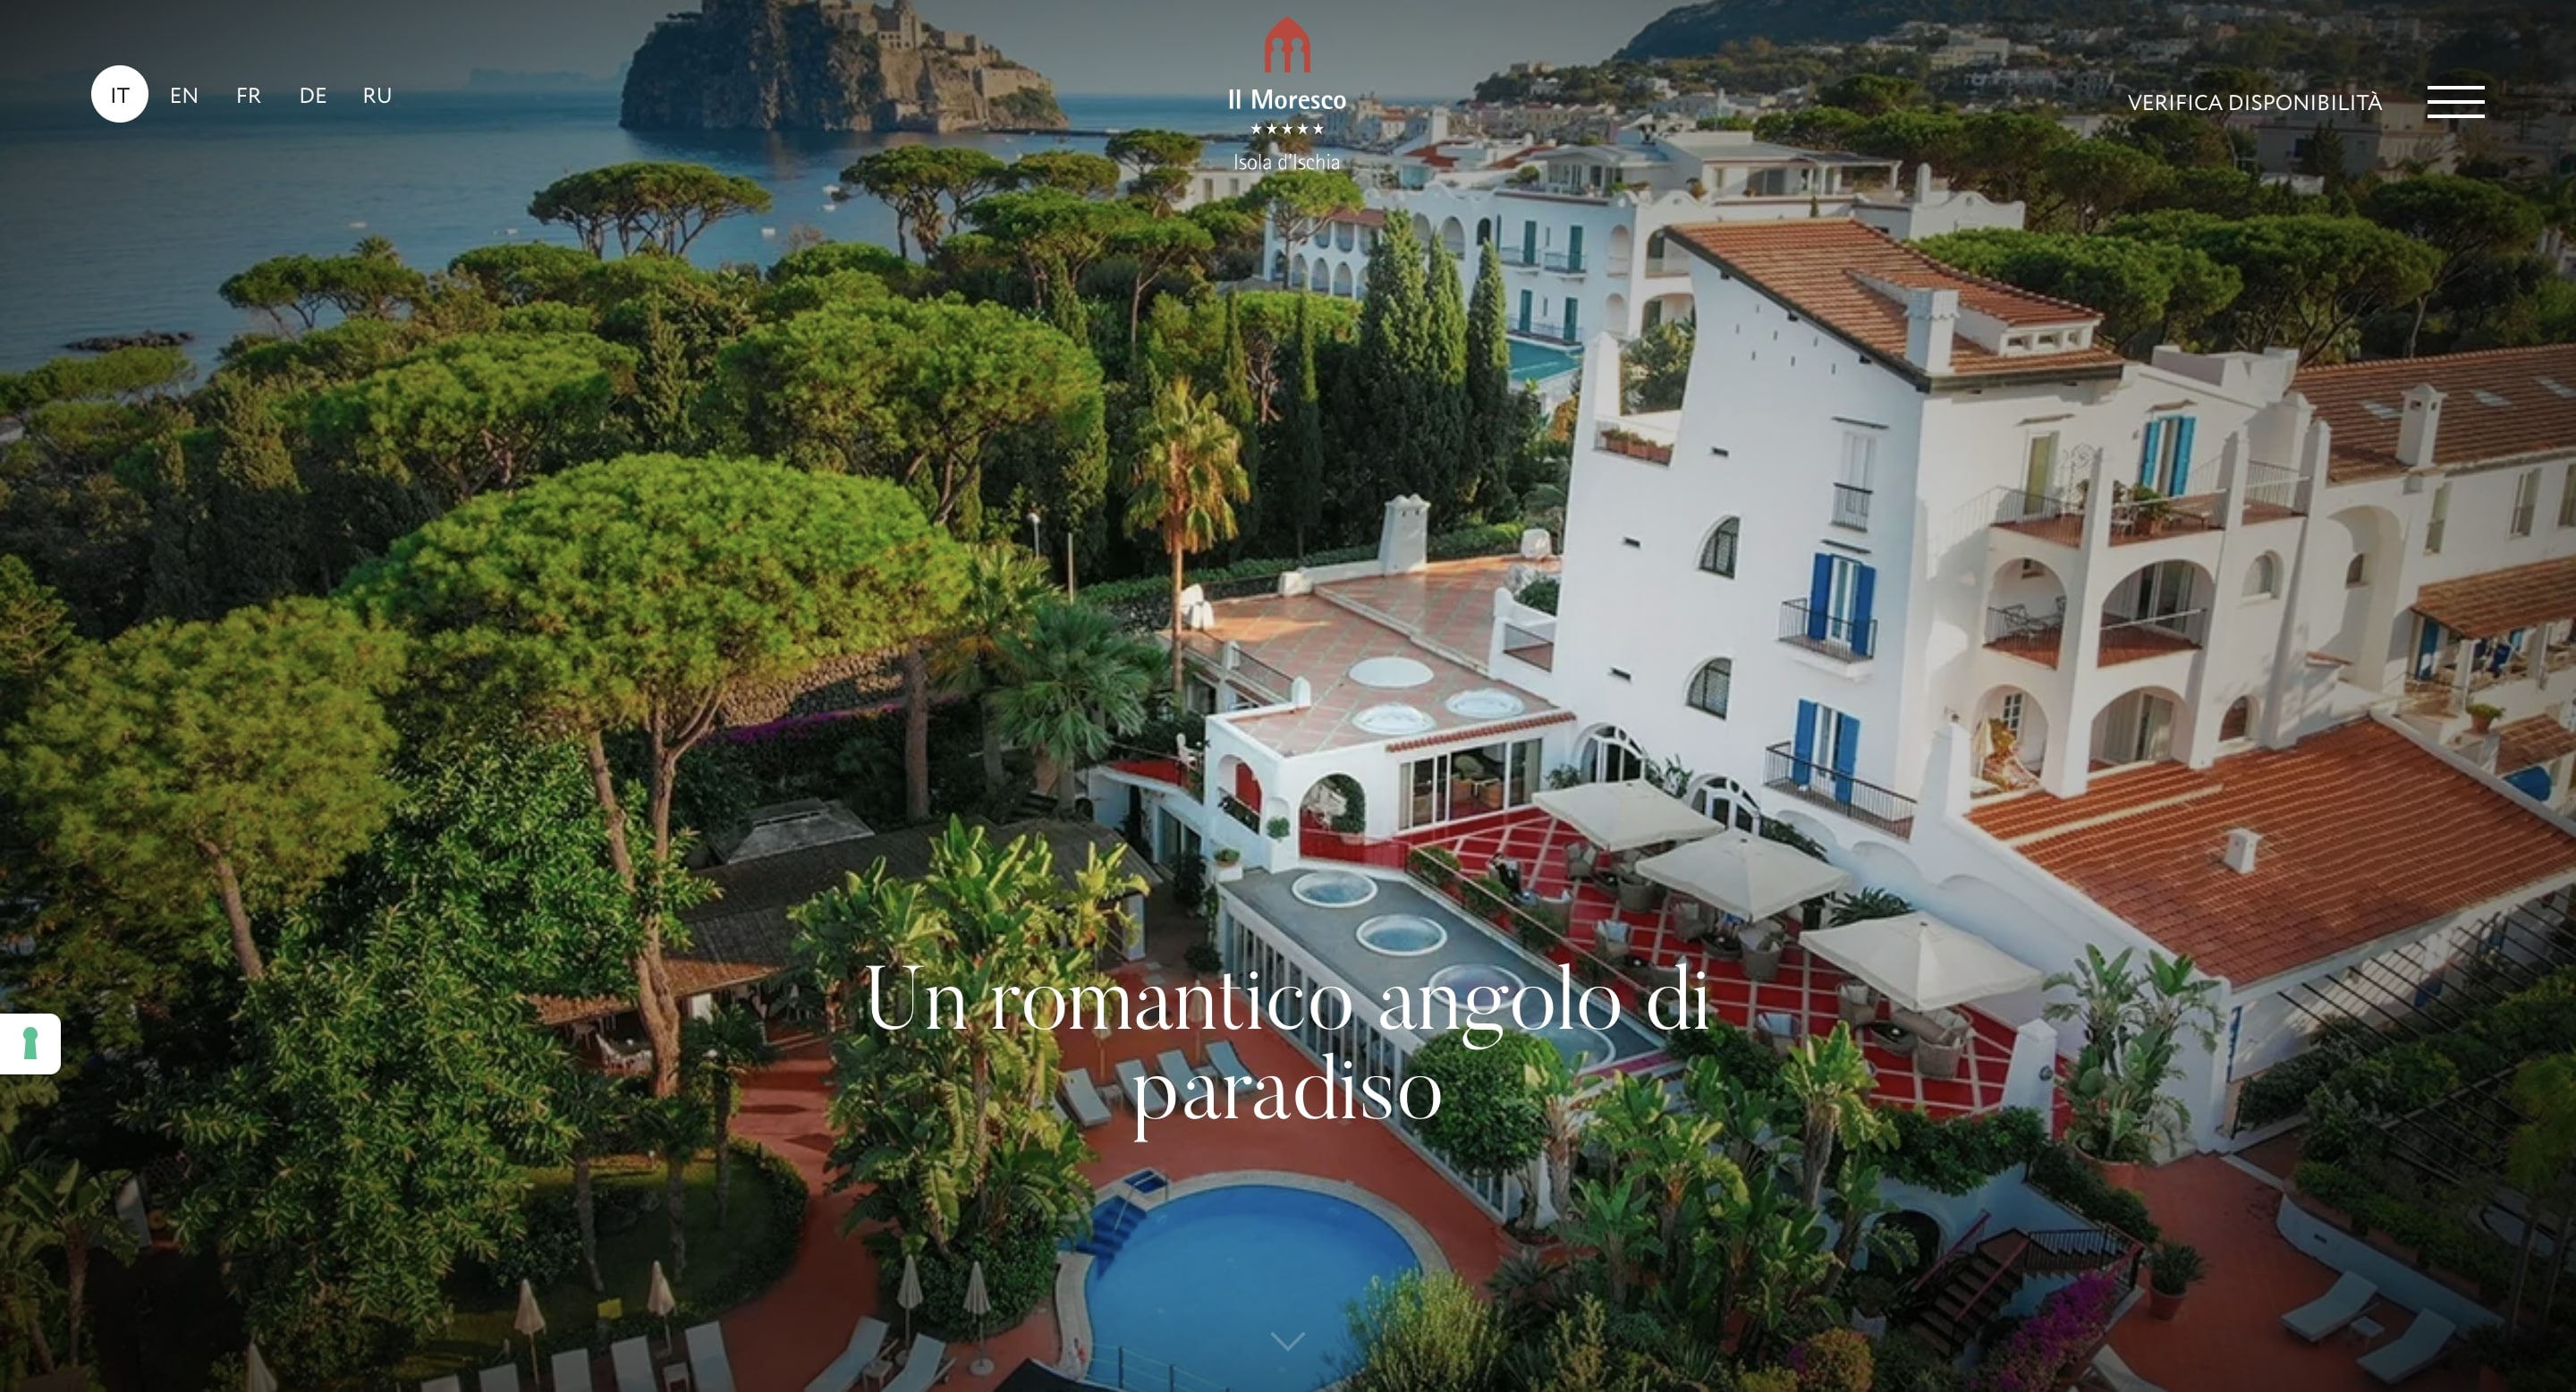 IT EN FR DE RU
Il Moresco
★★★★★
Isola d'Ischia
VERIFICA DISPONIBILITÀ
Un romantico angolo di
paradiso